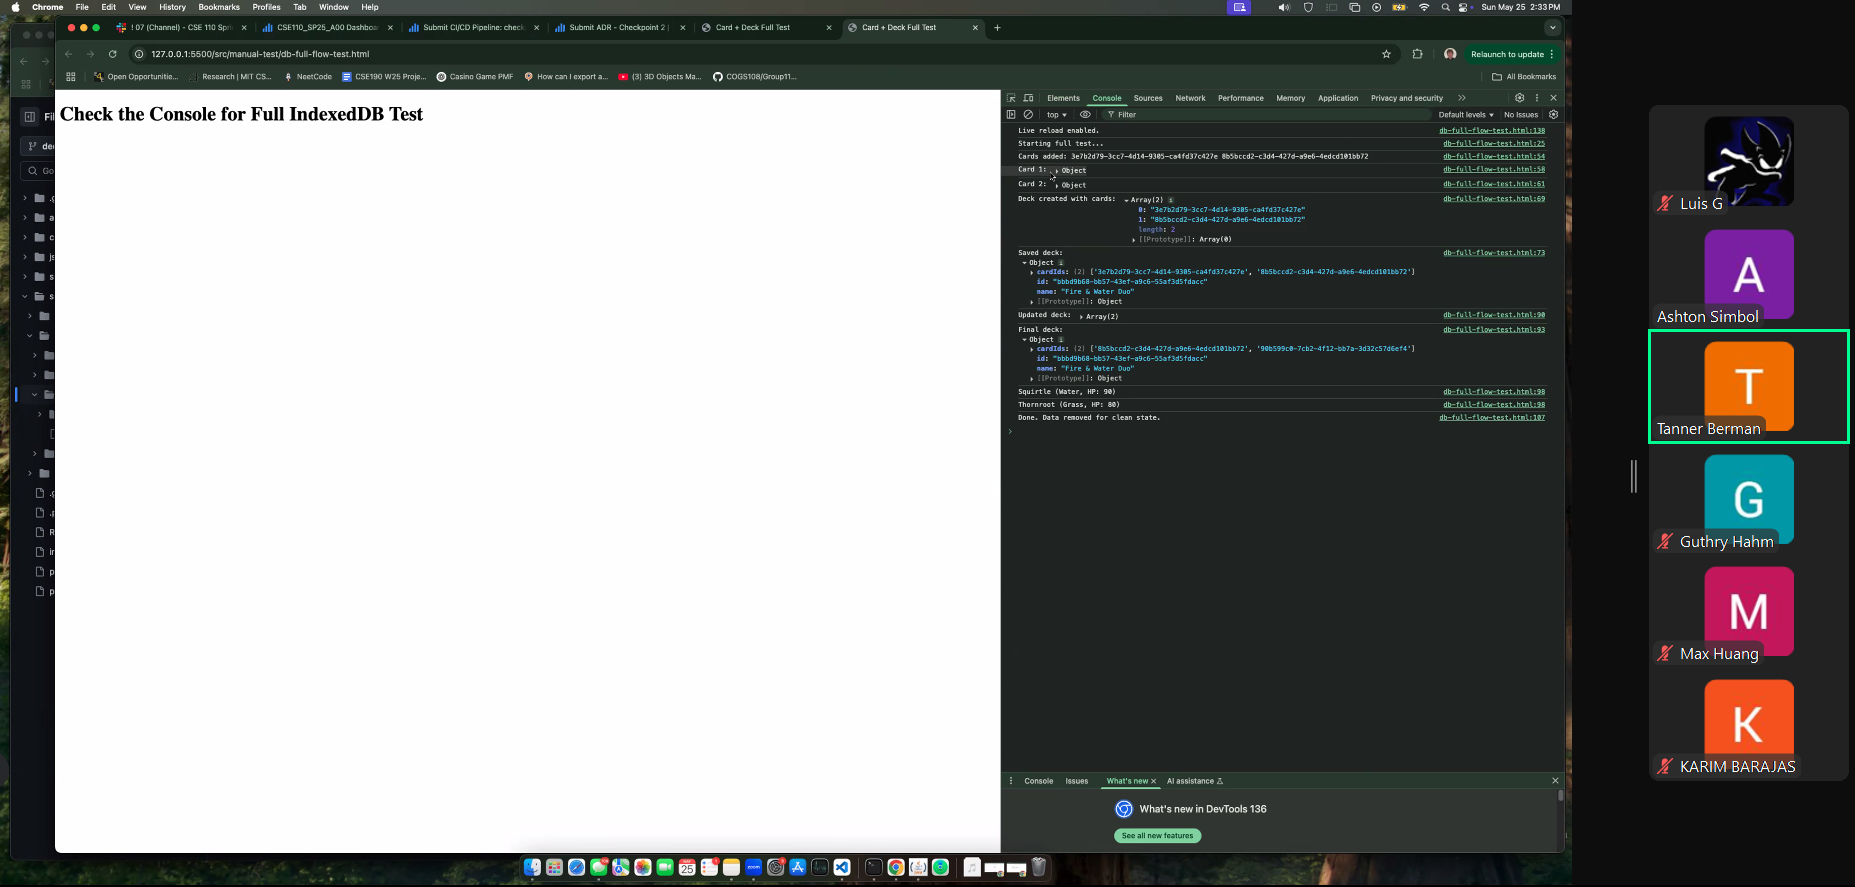 Chrome File Edit View History Bookmarks Profiles Tab Window Help Sun May 25 2:33PM
! 07 (Channel) - CSE 110 Spri
CSE110_SP25_A00 Dashboa
Submit CI/CD Pipeline: check
Submit ADR - Checkpoint 2 |
Card + Deck Full Test
Card + Deck Full Test
127.0.0.1:5500/src/manual-test/db-full-flow-test.html
Relaunch to update
Open Opportunitie...
Research | MIT CS...
NeetCode
CSE190 W25 Proje...
Casino Game PMF
How can I export a...
(3) 3D Objects Ma...
COGS108/Group11...
All Bookmarks
Check the Console for Full IndexedDB Test
Elements Console Sources Network Performance Memory Application Privacy and security
top Filter Default levels No Issues
Live reload enabled. db-full-flow-test.html:138
Starting full test... db-full-flow-test.html:25
Cards added: 3e7b2d79-3cc7-4d14-9305-ca4fd37c427e 8b5bccd2-c3d4-427d-a9e6-4edcd101bb72 db-full-flow-test.html:54
Card 1: Object db-full-flow-test.html:58
Card 2: Object db-full-flow-test.html:61
Deck created with cards: Array(2) db-full-flow-test.html:69
0: "3e7b2d79-3cc7-4d14-9305-ca4fd37c427e"
1: "8b5bccd2-c3d4-427d-a9e6-4edcd101bb72"
length: 2
[[Prototype]]: Array(0)
Saved deck: db-full-flow-test.html:73
Object
cardIds: (2) ['3e7b2d79-3cc7-4d14-9305-ca4fd37c427e', '8b5bccd2-c3d4-427d-a9e6-4edcd101bb72']
id: "bbbd9b60-bb57-43ef-a9c6-55af3d5fdacc"
name: "Fire & Water Duo"
[[Prototype]]: Object
Updated deck: Array(2) db-full-flow-test.html:90
Final deck: db-full-flow-test.html:93
Object
cardIds: (2) ['8b5bccd2-c3d4-427d-a9e6-4edcd101bb72', '90b599c0-7cb2-4f12-bb7a-3d32c57d6ef4']
id: "bbbd9b60-bb57-43ef-a9c6-55af3d5fdacc"
name: "Fire & Water Duo"
[[Prototype]]: Object
Squirtle (Water, HP: 90) db-full-flow-test.html:98
Thornroot (Grass, HP: 80) db-full-flow-test.html:98
Done. Data removed for clean state. db-full-flow-test.html:107
Console Issues What's new AI assistance
What's new in DevTools 136
See all new features
Luis G
A
Ashton Simbol
T
Tanner Berman
G
Guthry Hahm
M
Max Huang
K
KARIM BARAJAS